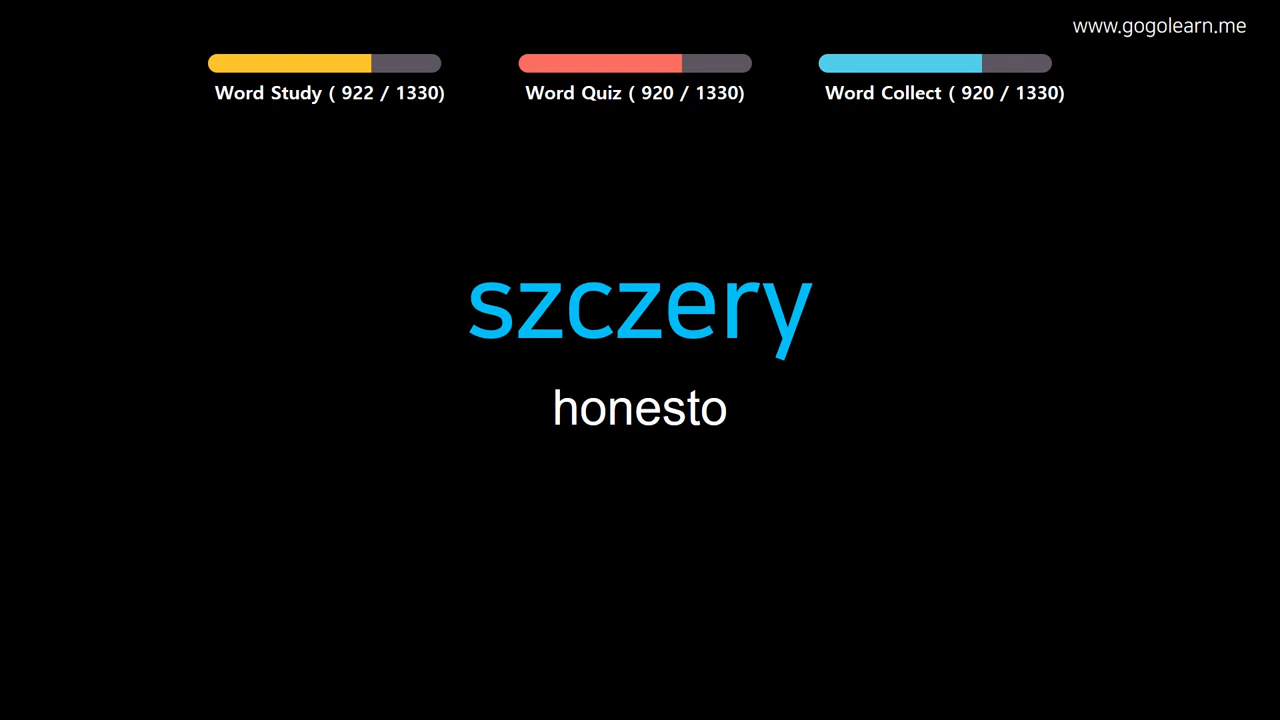 www.gogolearn.me
Word Study ( 922 / 1330)
Word Quiz ( 920 / 1330)
Word Collect ( 920 / 1330)
szczery
honesto